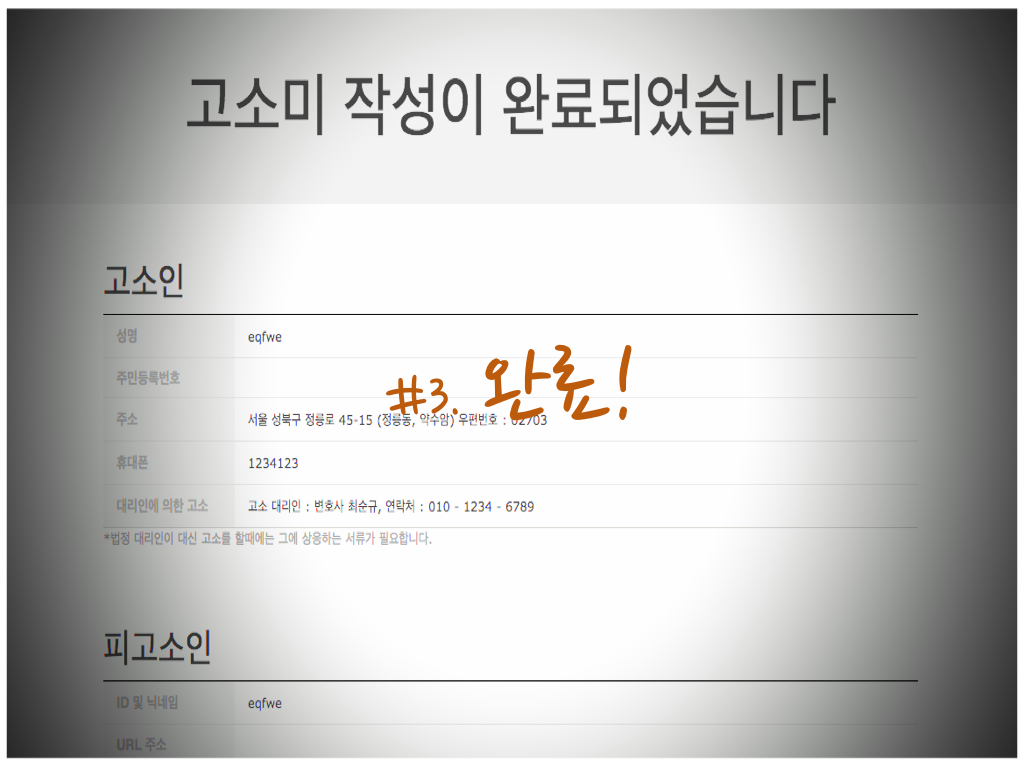 고소미 작성이 완료되었습니다
고소인
성명 eqfwe
#3. 완료!
주민등록번호
주소 서울 성북구 정릉로 45-15 (정릉동, 약수암) 우편번호 : 02703
휴대폰 1234123
대리인에 의한 고소 고소 대리인 : 변호사 최순규, 연락처 : 010 - 1234 - 6789
*법정 대리인이 대신 고소를 할때에는 그에 상응하는 서류가 필요합니다.
피고소인
ID 및 닉네임 eqfwe
URL 주소